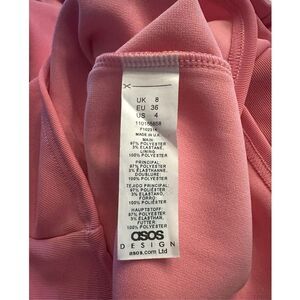 UK 8
EU 36
US 4
MADE IN U.K.
MAIN:
97% POLYESTER
3% ELASTANE,
LINING:
100% POLYESTER
PRINCIPAL:
97% POLYESTER
3% ÉLASTHANNE,
DOUBLURE:
100% POLYESTER
TEJIDO PRINCIPAL:
97% POLIÉSTER
3% ELASTANO,
FORRO:
100% POLIÉSTER
HAUPTSTOFF:
97% POLYESTER
3% ELASTHAN,
FUTTER:
100% POLYESTER
asos
DESIGN
asos.com Ltd